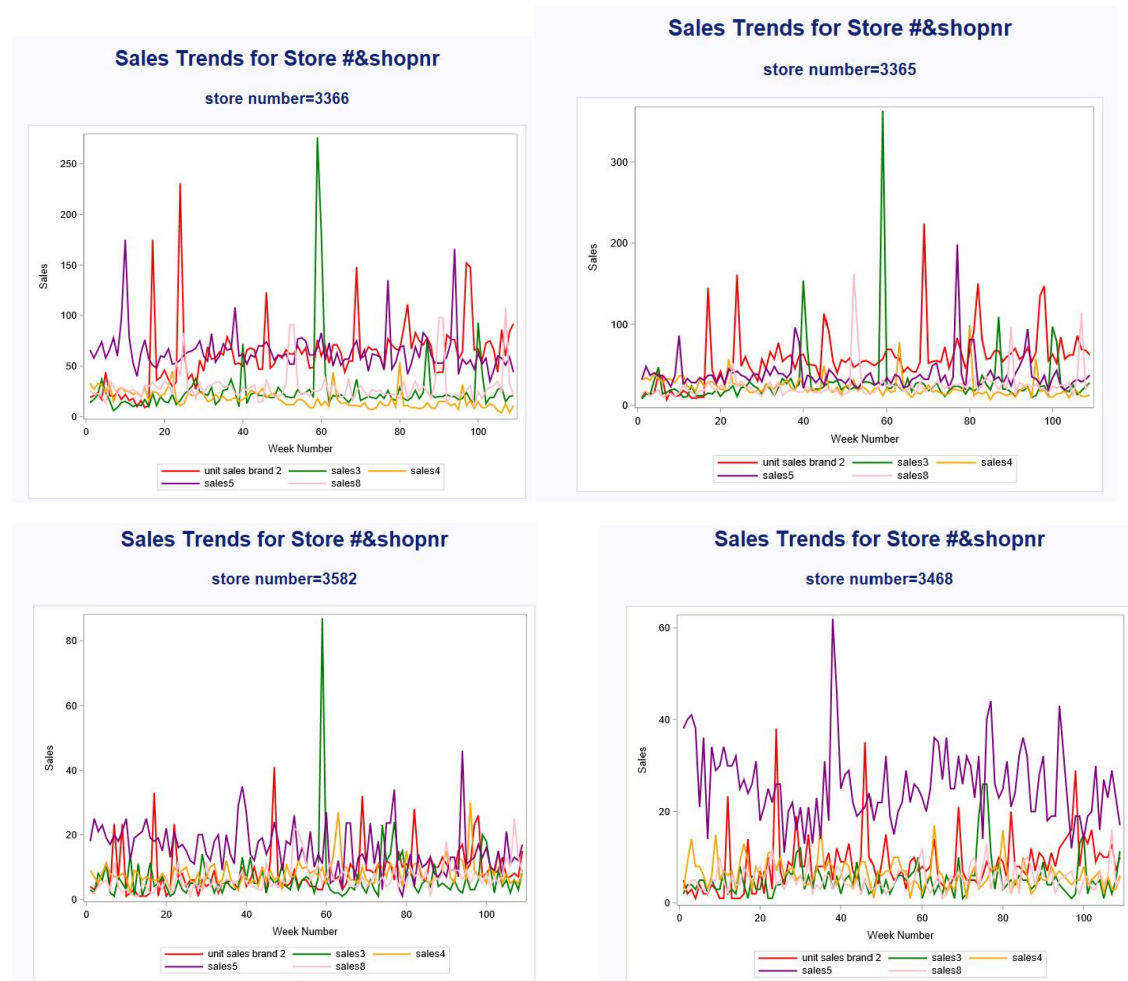 Sales Trends for Store #&shopnr
store number=3366
250
200
150
100
50
0
Sales
0 20 40 60 80 100
Week Number
unit sales brand 2 sales3 sales4
sales5 sales8
Sales Trends for Store #&shopnr
store number=3365
300
200
100
0
Sales
0 20 40 60 80 100
Week Number
unit sales brand 2 sales3 sales4
sales5 sales8
Sales Trends for Store #&shopnr
store number=3582
80
60
40
20
0
Sales
0 20 40 60 80 100
Week Number
unit sales brand 2 sales3 sales4
sales5 sales8
Sales Trends for Store #&shopnr
store number=3468
60
40
20
0
Sales
0 20 40 60 80 100
Week Number
unit sales brand 2 sales3 sales4
sales5 sales8